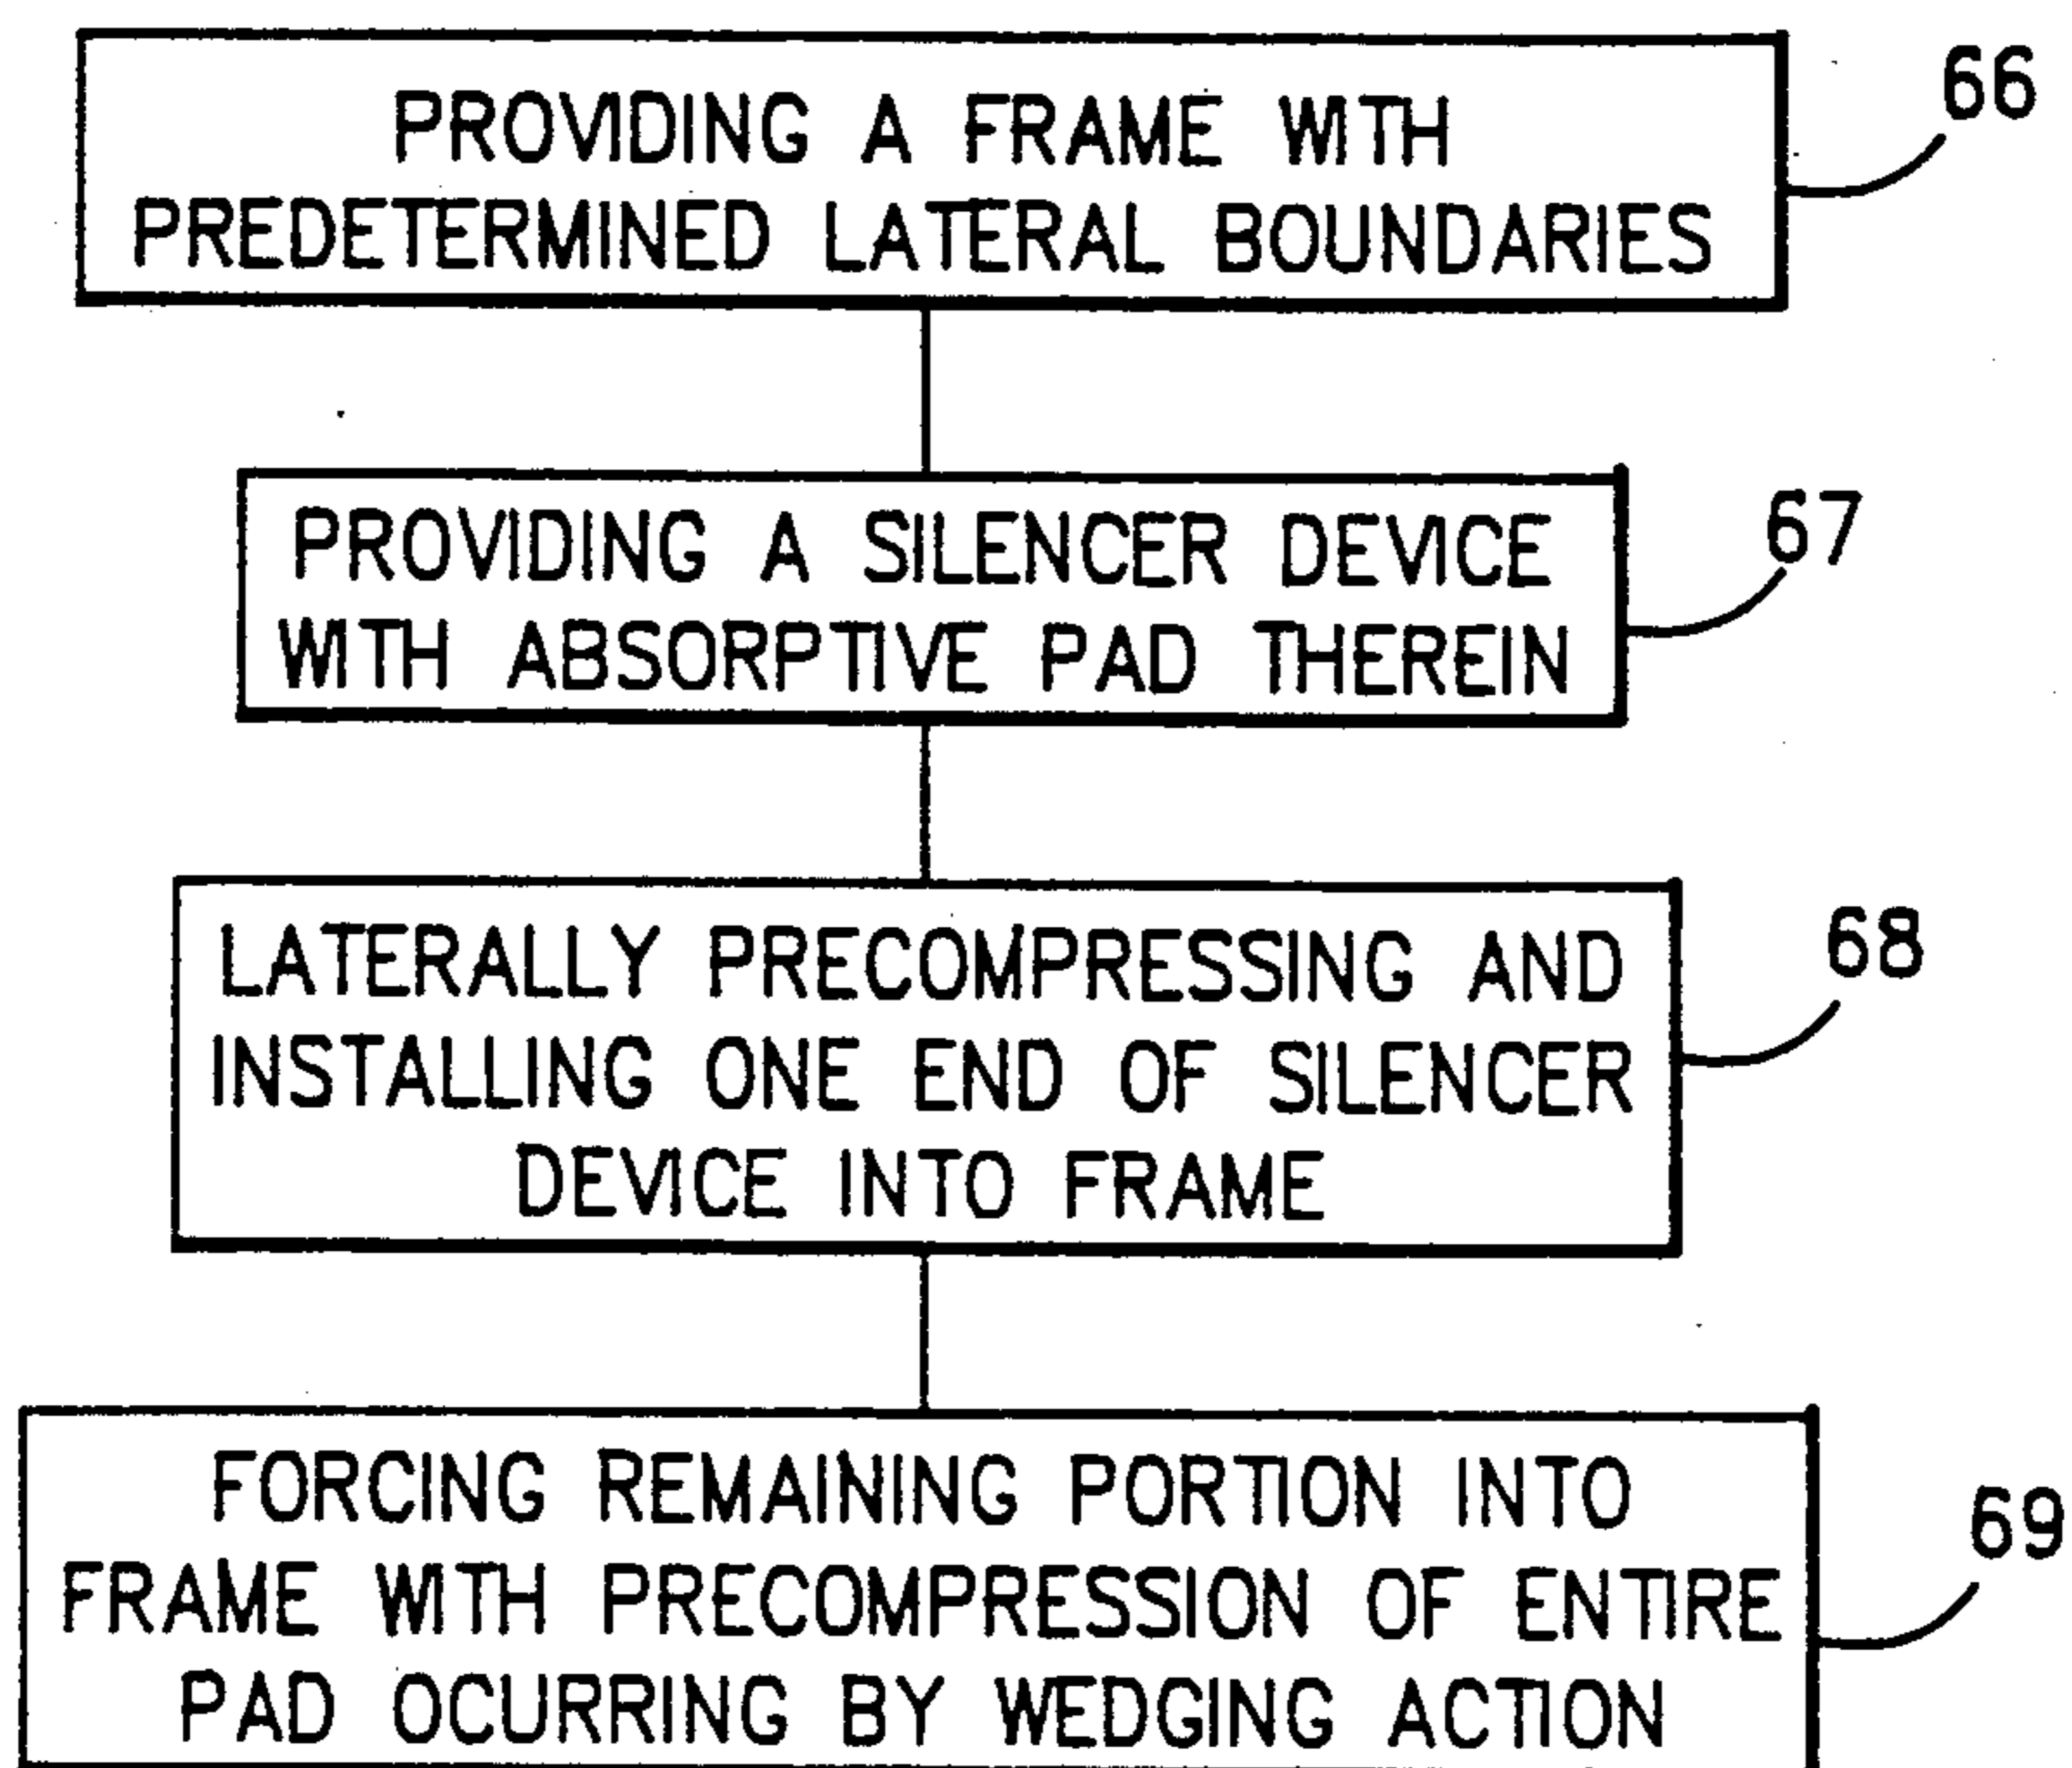 PROVIDING A FRAME WITH
PREDETERMINED LATERAL BOUNDARIES
66
PROVIDING A SILENCER DEVICE
WITH ABSORPTIVE PAD THEREIN
67
LATERALLY PRECOMPRESSING AND
INSTALLING ONE END OF SILENCER
DEVICE INTO FRAME
68
FORCING REMAINING PORTION INTO
FRAME WITH PRECOMPRESSION OF ENTIRE
PAD OCURRING BY WEDGING ACTION
69